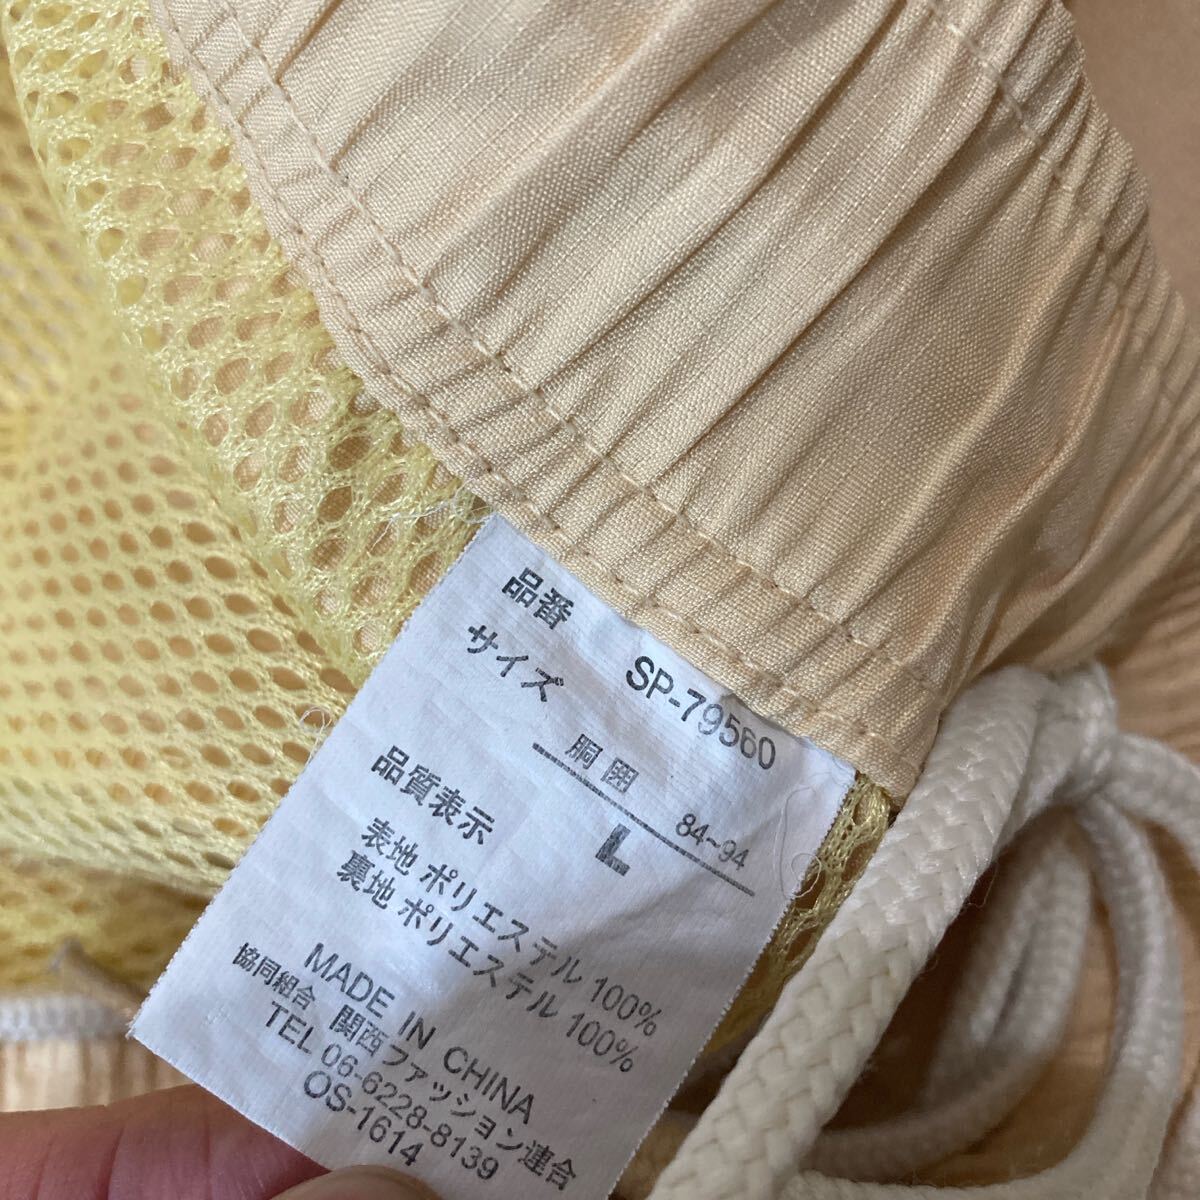 品番 SP-79560
サイズ 胴囲 84~94
L
品質表示
表地 ポリエステル 100%
裏地 ポリエステル 100%
MADE IN CHINA
協同組合 関西ファッション連合
TEL 06-6228-8139
OS-1614